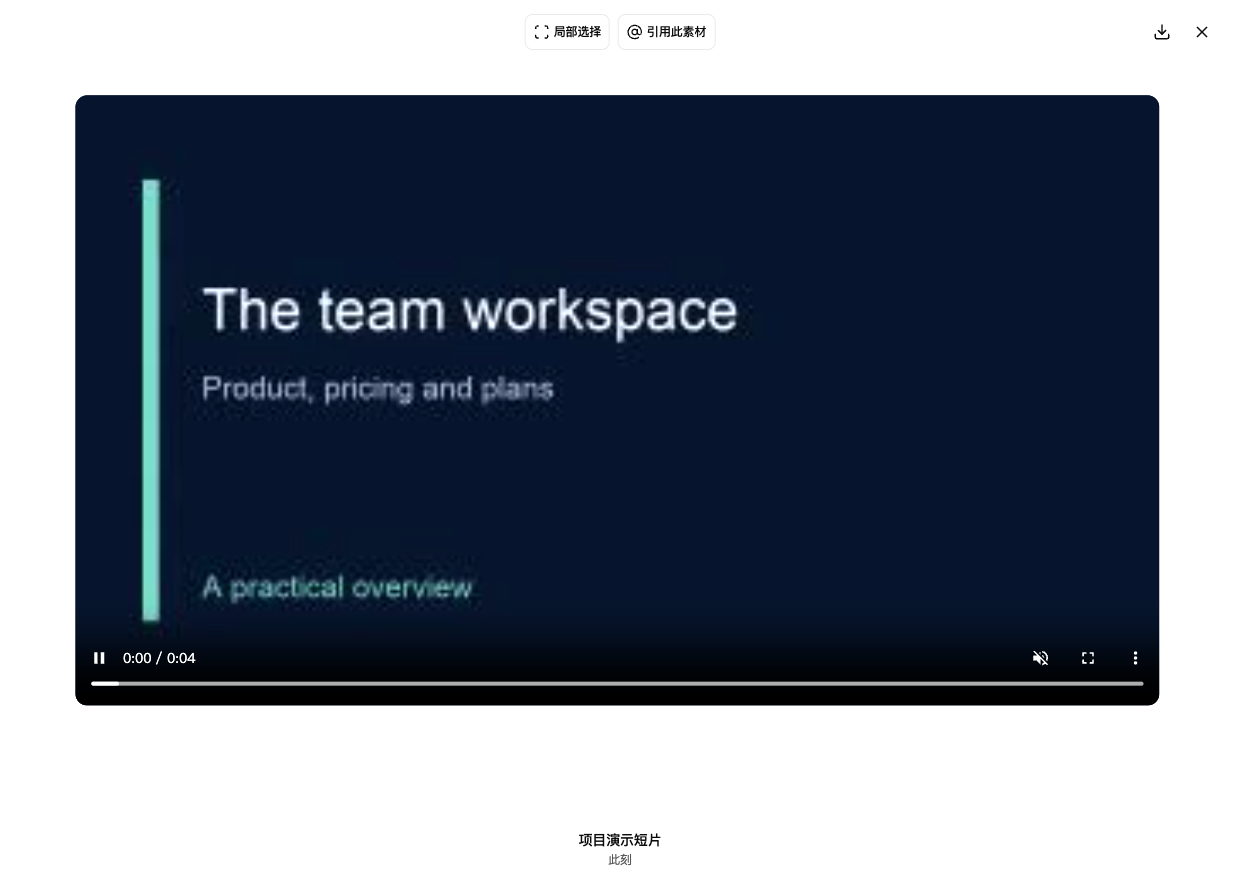 局部选择
引用此素材
The team workspace
Product, pricing and plans
A practical overview
0:00 / 0:04
项目演示短片
此刻